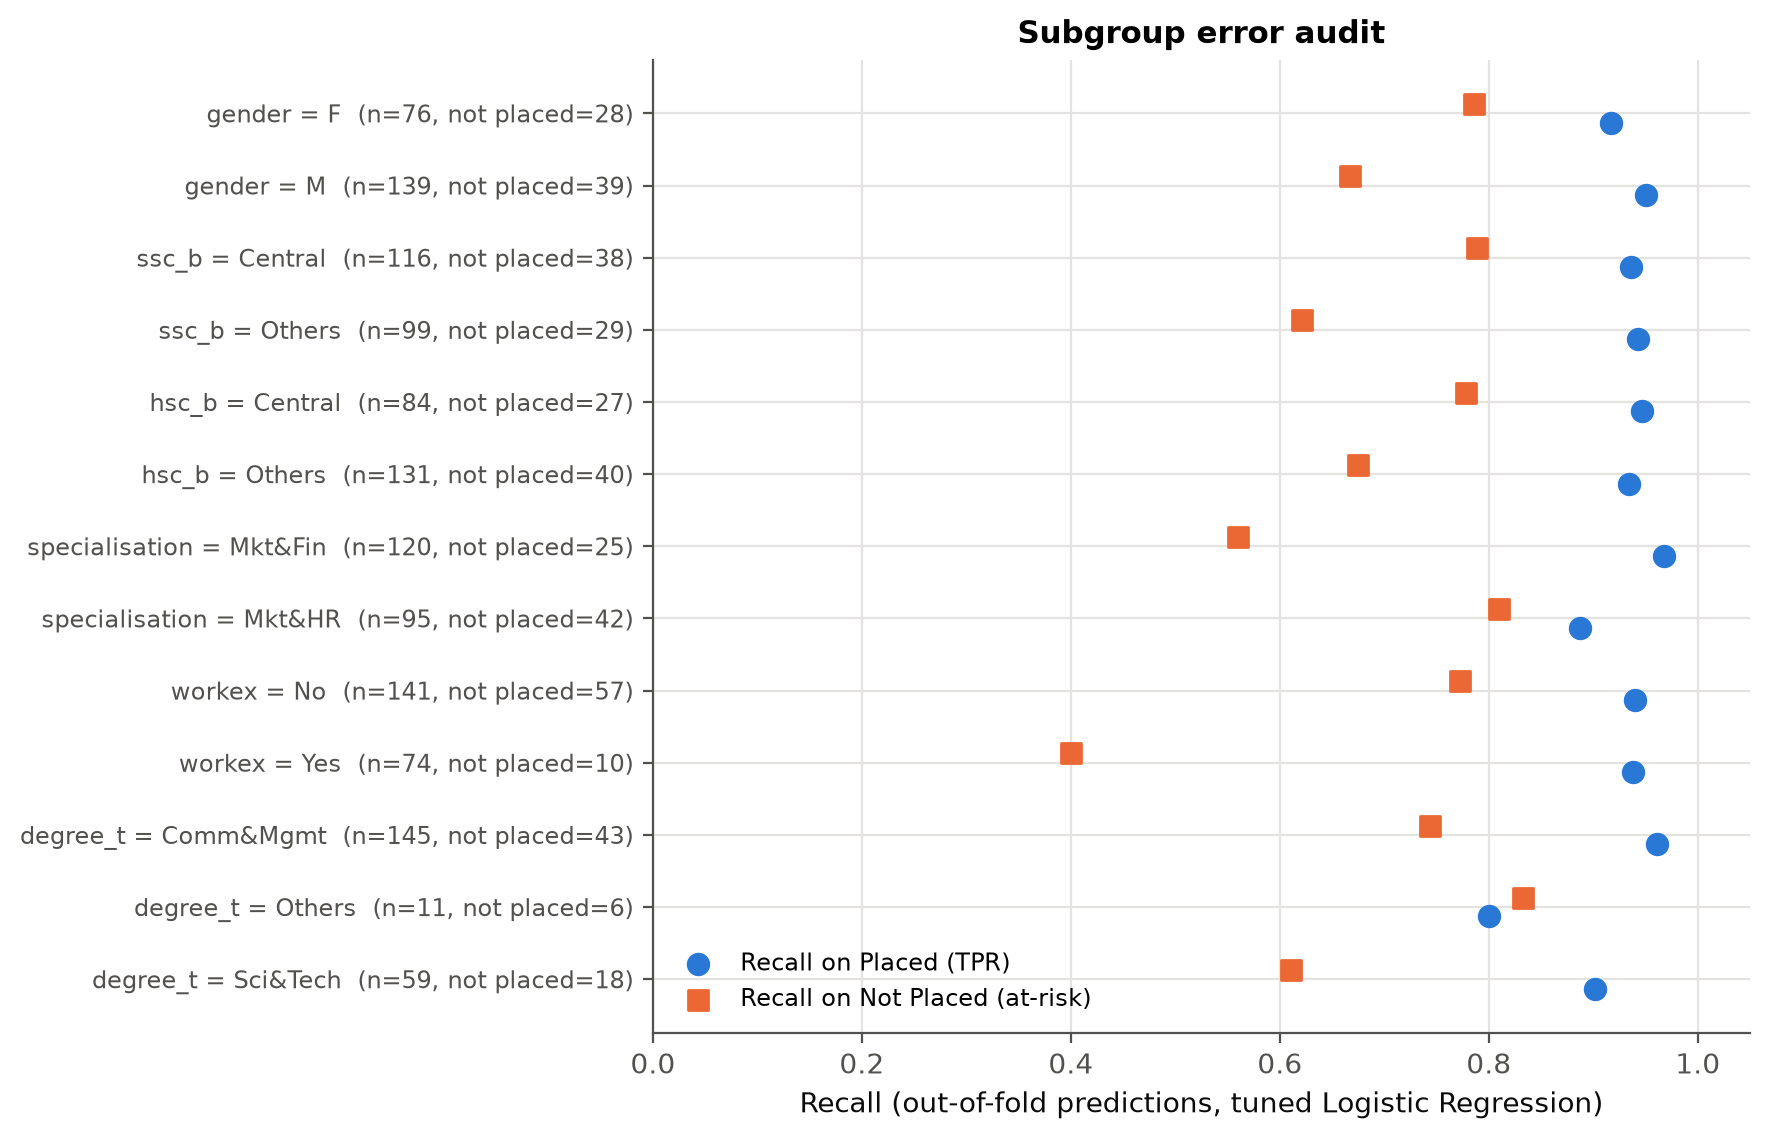 Subgroup error audit
gender = F (n=76, not placed=28)
gender = M (n=139, not placed=39)
ssc_b = Central (n=116, not placed=38)
ssc_b = Others (n=99, not placed=29)
hsc_b = Central (n=84, not placed=27)
hsc_b = Others (n=131, not placed=40)
specialisation = Mkt&Fin (n=120, not placed=25)
specialisation = Mkt&HR (n=95, not placed=42)
workex = No (n=141, not placed=57)
workex = Yes (n=74, not placed=10)
degree_t = Comm&Mgmt (n=145, not placed=43)
degree_t = Others (n=11, not placed=6)
degree_t = Sci&Tech (n=59, not placed=18)
Recall on Placed (TPR)
Recall on Not Placed (at-risk)
0.0 0.2 0.4 0.6 0.8 1.0
Recall (out-of-fold predictions, tuned Logistic Regression)